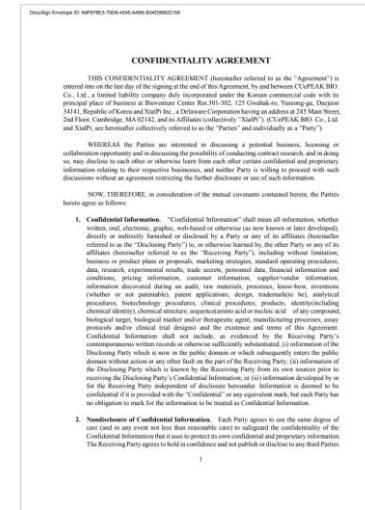 DocuSign Envelope ID:
CONFIDENTIALITY AGREEMENT
THIS CONFIDENTIALITY AGREEMENT (hereinafter referred to as the "Agreement") is
entered into on the last day of the signing at the end of this Agreement, by and between CUePEAK BIO.
Co., Ltd., a limited liability company duly incorporated under the Korean commercial code with its
principal place of business at Bioventure Center Rm.301-302, 125 Gwahak-ro, Yuseong-ga, Daejeon
34141, Republic of Korea and XtalPi Inc., a Delaware Corporation having an address at 245 Main Street,
2nd Floor, Cambridge, MA 02142, and its Affiliates (collectively "XtalPi"). (CUePEAK BIO. Co., Ltd.
and XtalPi, are hereinafter collectively referred to as the "Parties" and individually as a "Party").
WHEREAS the Parties are interested in discussing a potential business, licensing or
collaboration opportunity and in discussing the possibility of conducting contract research, and in doing
so, may disclose to each other or otherwise learn from each other certain confidential and proprietary
information relating to their respective businesses, and neither Party is willing to proceed with such
discussions without an agreement restricting the further disclosure or use of such information.
NOW, THEREFORE, in consideration of the mutual covenants contained herein, the Parties
hereto agree as follows:
1. Confidential Information. "Confidential Information" shall mean all information, whether
written, oral, electronic, graphic, web-based or otherwise (as now known or later developed),
directly or indirectly furnished or disclosed by a Party or any of its affiliates (hereinafter
referred to as the "Disclosing Party") to, or otherwise learned by, the other Party or any of its
affiliates (hereinafter referred to as the "Receiving Party"), including without limitation,
business or product plans or proposals, marketing strategies, standard operating procedures,
data, research, experimental results, trade secrets, personnel data, financial information and
conditions, pricing information, customer information, supplier/vendor information,
information discovered during an audit, raw materials, processes, know-how, inventions
(whether or not patentable), patent applications, design, trademark(to be), analytical
procedures, biotechnology procedures, clinical procedures, products, identity(including
chemical identity), chemical structure, sequence(amino acid or nucleic acid of any compound,
biological target, biological marker and/or therapeutic agent, manufacturing processes, assay
protocols and/or clinical trial designs) and the existence and terms of this Agreement.
Confidential Information shall not include, as evidenced by the Receiving Party's
contemporaneous written records or otherwise sufficiently substantiated, (i) information of the
Disclosing Party which is now in the public domain or which subsequently enters the public
domain without action or any other fault on the part of the Receiving Party; (ii) information of
the Disclosing Party which is known by the Receiving Party from its own sources prior to
receiving the Disclosing Party's Confidential Information; or (iii) information developed by or
for the Receiving Party independent of disclosure hereunder. Information is deemed to be
confidential if it is provided with the "Confidential" or any equivalent mark, but each Party has
no obligation to mark for the information to be treated as Confidential Information.
2. Nondisclosure of Confidential Information. Each Party agrees to use the same degree of
care (and in any event not less than reasonable care) to safeguard the confidentiality of the
Confidential Information that it uses to protect its own confidential and proprietary information.
The Receiving Party agrees to hold in confidence and not publish or disclose to any third Parties
1